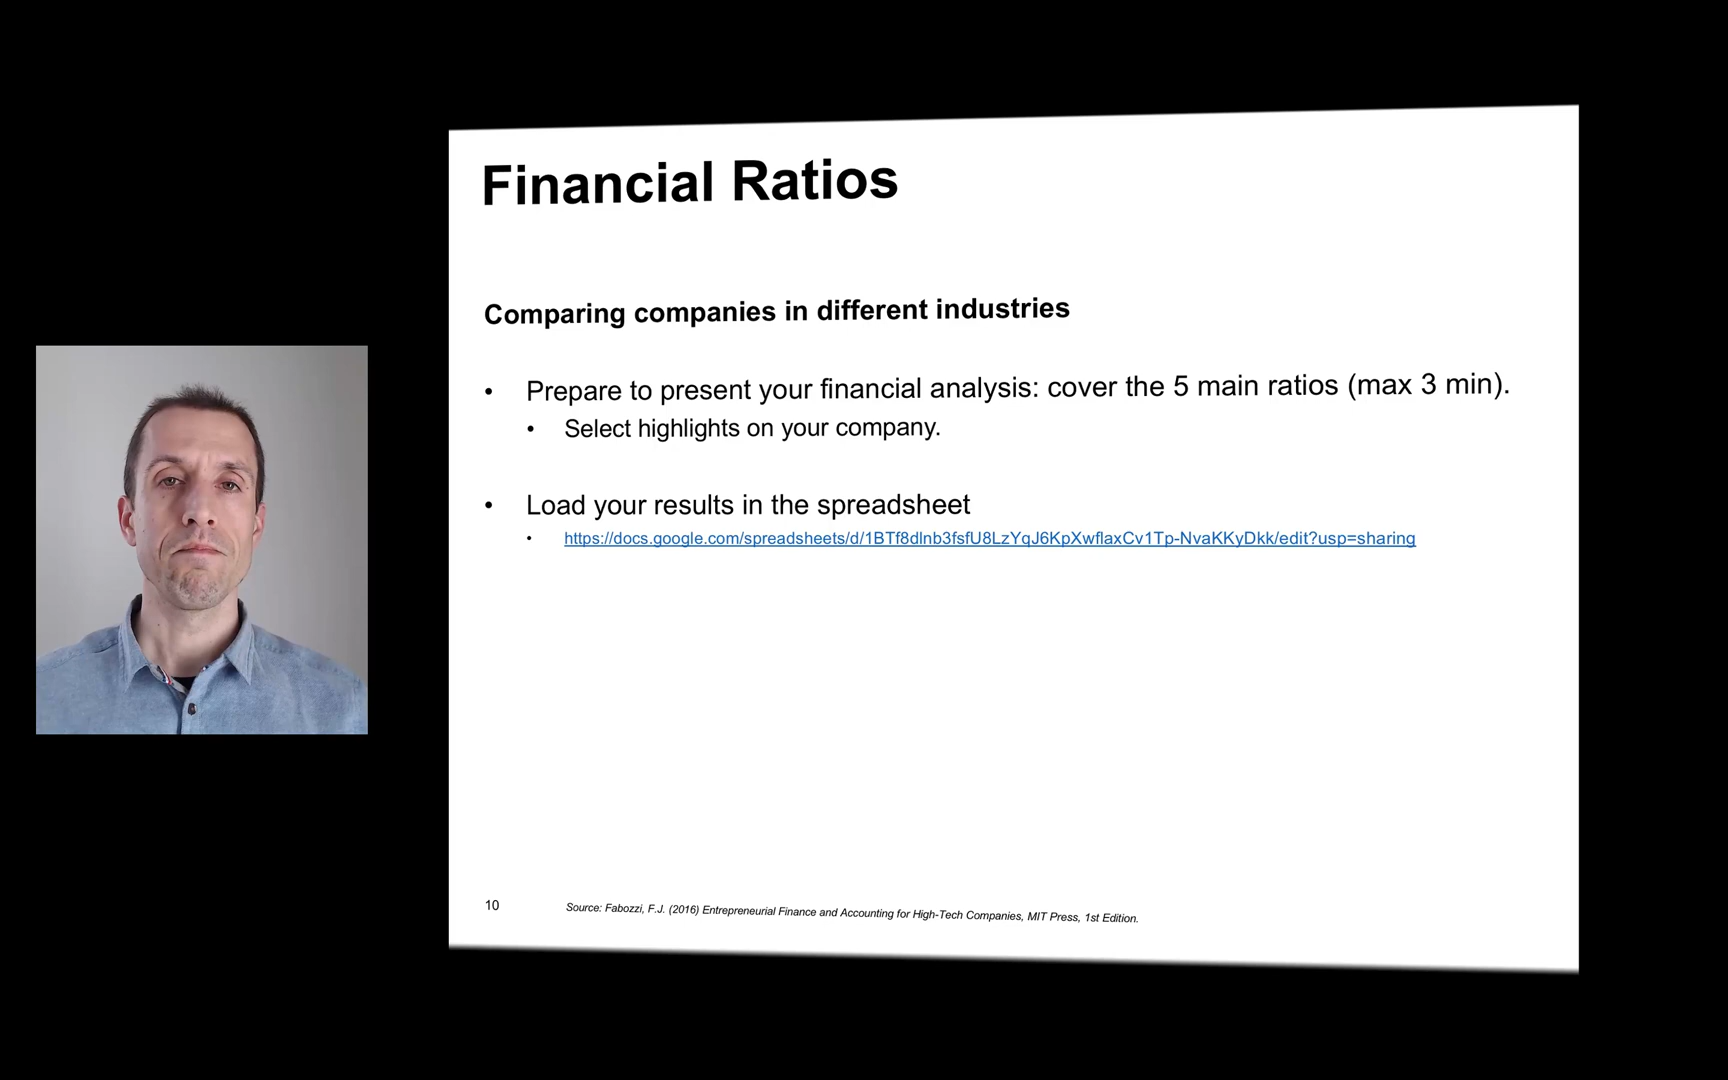 Financial Ratios
Comparing companies in different industries
• Prepare to present your financial analysis: cover the 5 main ratios (max 3 min).
• Select highlights on your company.
• Load your results in the spreadsheet
• https://docs.google.com/spreadsheets/d/1BTf8dlnb3fsfU8LzYqJ6KpXwflaxCv1Tp-NvaKKyDkk/edit?usp=sharing
10
Source: Fabozzi, F.J. (2016) Entrepreneurial Finance and Accounting for High-Tech Companies, MIT Press, 1st Edition.